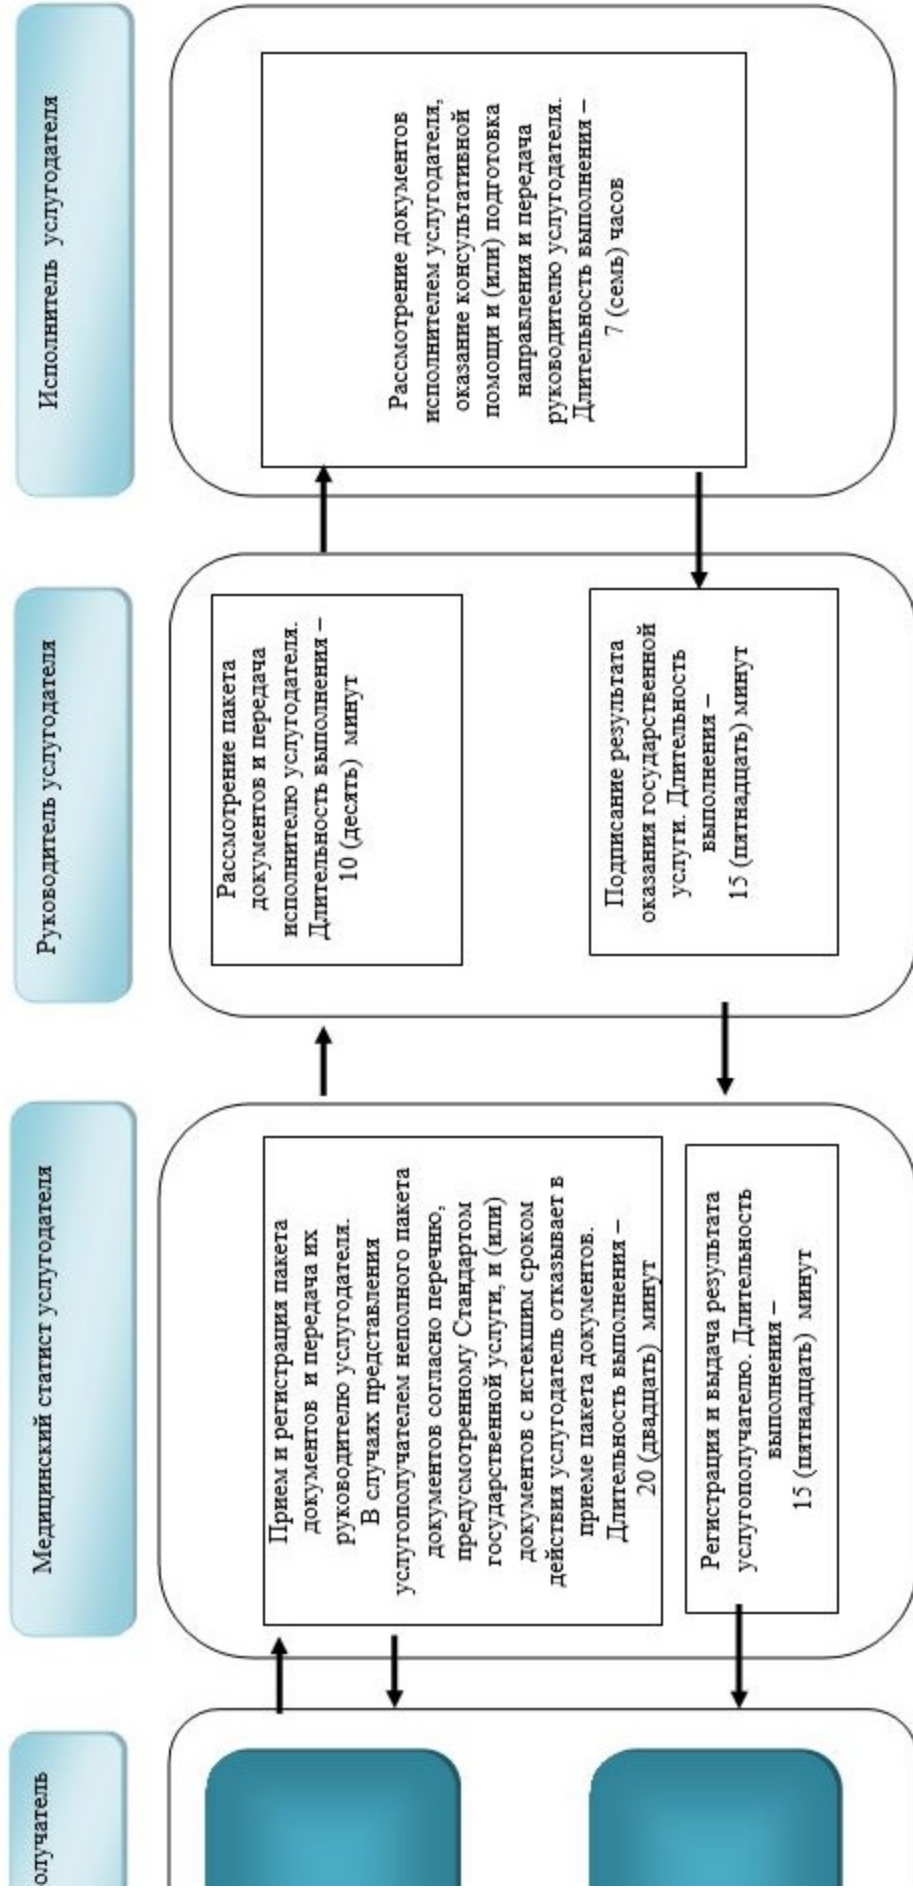 олучатель
Медицинский статист услугодателя
Руководитель услугодателя
Исполнитель услугодателя
Прием и регистрация пакета
документов и передача их
руководителю услугодателя.
В случаях представления
услугополучателем неполного пакета
документов согласно перечню,
предусмотренному Стандартом
государственной услуги, и (или)
документов с истекшим сроком
действия услугодатель отказывает в
приеме пакета документов.
Длительность выполнения –
20 (двадцать) минут
Рассмотрение пакета
документов и передача
исполнителю услугодателя.
Длительность выполнения –
10 (десять) минут
Рассмотрение документов
исполнителем услугодателя,
оказание консультативной
помощи и (или) подготовка
направления и передача
руководителю услугодателя.
Длительность выполнения –
7 (семь) часов
Подписание результата
оказания государственной
услуги. Длительность
выполнения –
15 (пятнадцать) минут
Регистрация и выдача результата
услугополучателю. Длительность
выполнения –
15 (пятнадцать) минут